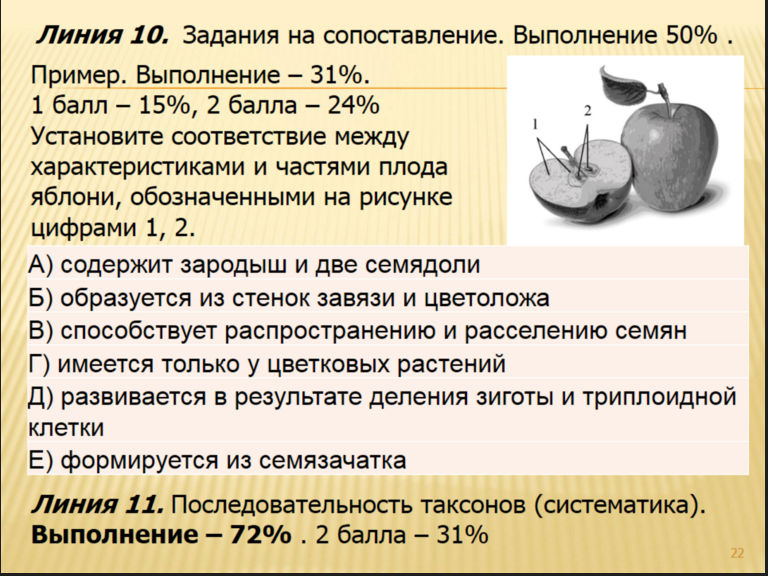 Линия 10. Задания на сопоставление. Выполнение 50% .
Пример. Выполнение – 31%.
1 балл – 15%, 2 балла – 24%
Установите соответствие между
характеристиками и частями плода
яблони, обозначенными на рисунке
цифрами 1, 2.
1
2
А) содержит зародыш и две семядоли
Б) образуется из стенок завязи и цветоложа
В) способствует распространению и расселению семян
Г) имеется только у цветковых растений
Д) развивается в результате деления зиготы и триплоидной
клетки
Е) формируется из семязачатка
Линия 11. Последовательность таксонов (систематика).
Выполнение – 72% . 2 балла – 31%
22